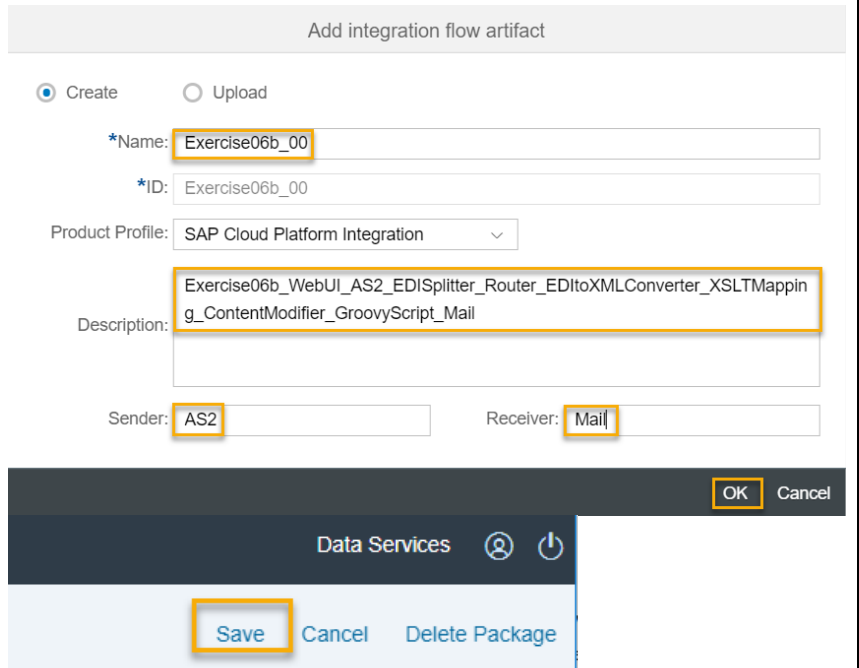 Add integration flow artifact
Create Upload
*Name: Exercise06b_00
*ID: Exercise06b_00
Product Profile: SAP Cloud Platform Integration
Exercise06b_WebUI_AS2_EDISplitter_Router_EDItoXMLConverter_XSLTMappin
g_ContentModifier_GroovyScript_Mail
Description:
Sender: AS2 Receiver: Mail
OK Cancel
Data Services
Save Cancel Delete Package